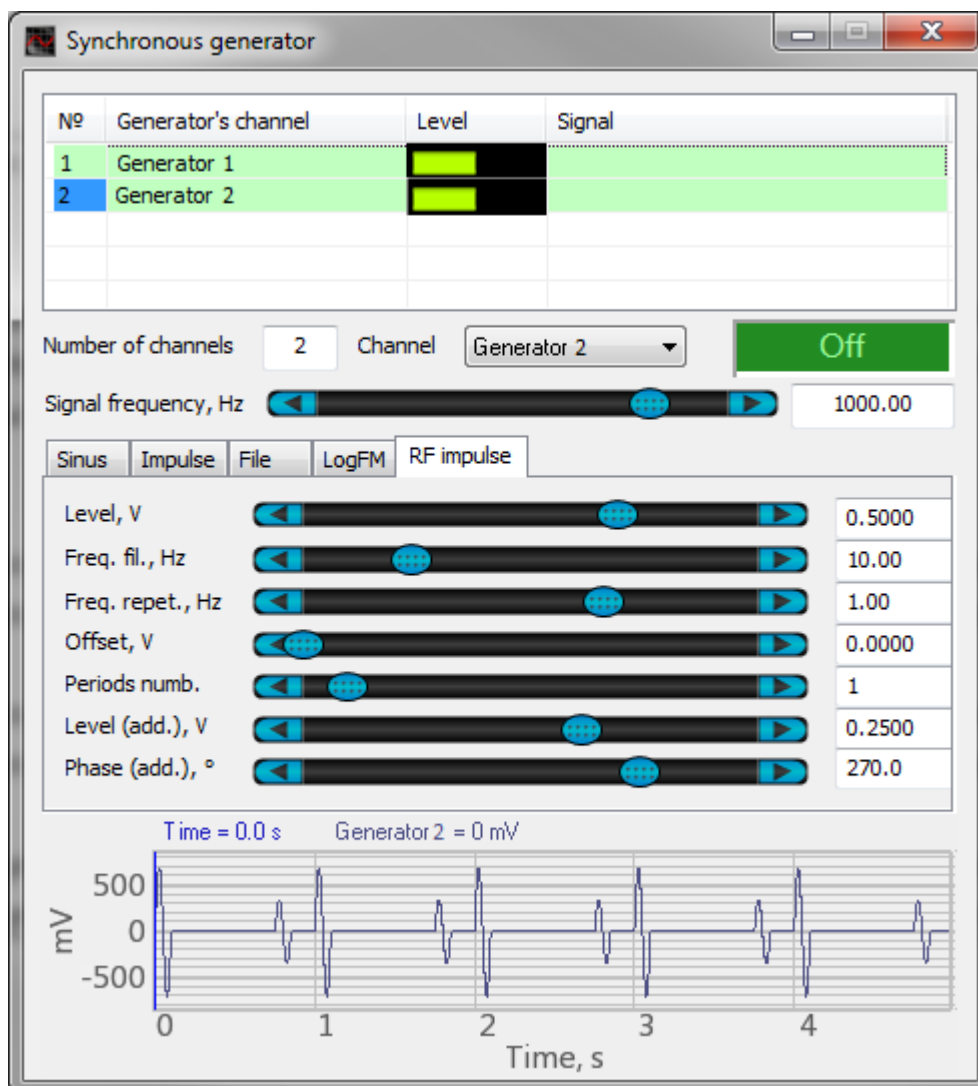 Synchronous generator
Nº Generator's channel Level Signal
1 Generator 1
2 Generator 2
Number of channels 2 Channel Generator 2 Off
Signal frequency, Hz 1000.00
Sinus Impulse File LogFM RF impulse
Level, V 0.5000
Freq. fil., Hz 10.00
Freq. repet., Hz 1.00
Offset, V 0.0000
Periods numb. 1
Level (add.), V 0.2500
Phase (add.), ° 270.0
Time = 0.0 s Generator 2 = 0 mV
500
0
-500
mV
0 1 2 3 4
Time, s